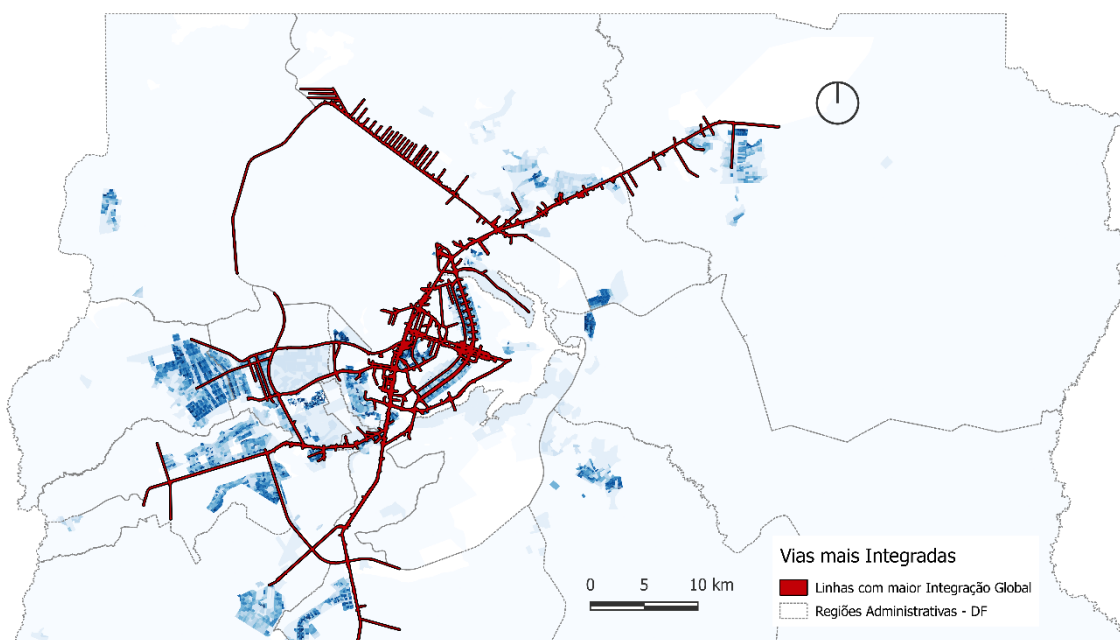 Vias mais Integradas
Linhas com maior Integração Global
Regiões Administrativas - DF
0 5 10 km